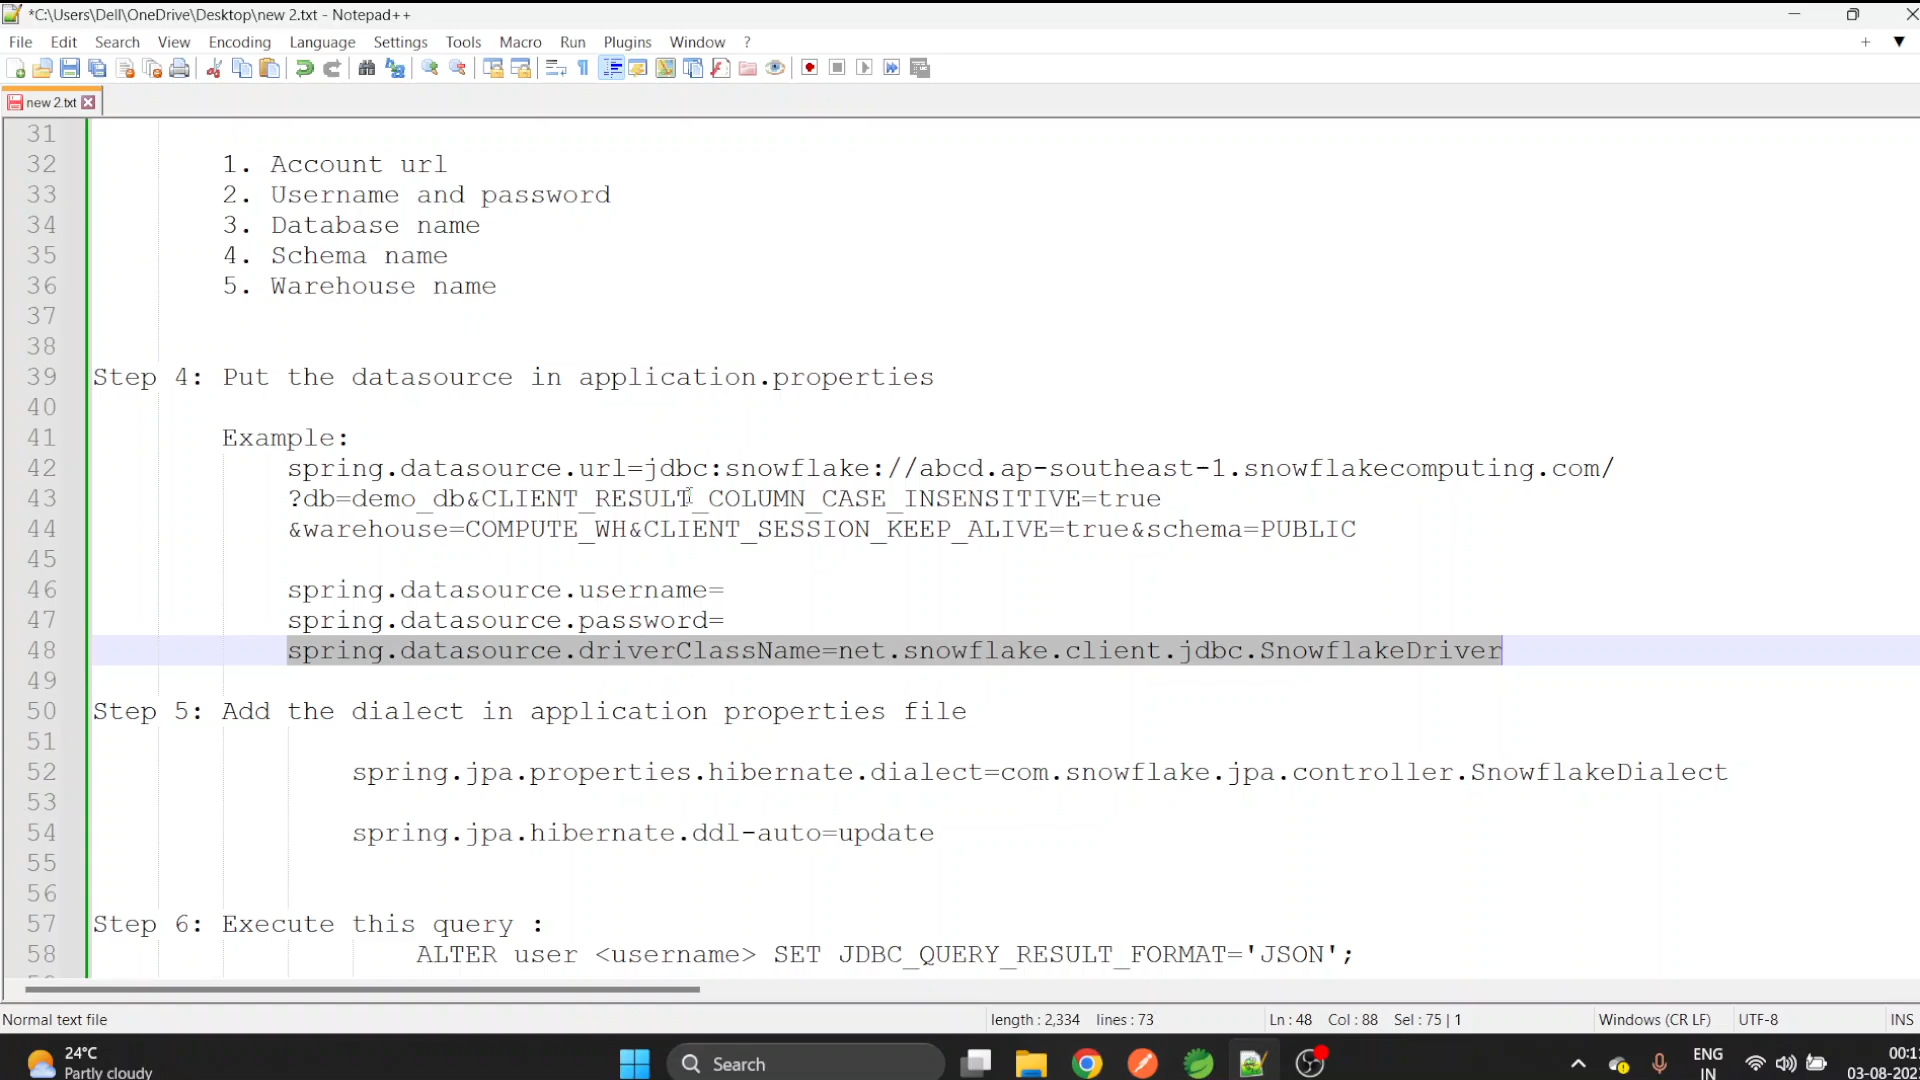 *C:\Users\Dell\OneDrive\Desktop\new 2.txt - Notepad++
File Edit Search View Encoding Language Settings Tools Macro Run Plugins Window ?
new 2.txt
31
32 1. Account url
33 2. Username and password
34 3. Database name
35 4. Schema name
36 5. Warehouse name
37
38
39 Step 4: Put the datasource in application.properties
40
41 Example:
42 spring.datasource.url=jdbc:snowflake://abcd.ap-southeast-1.snowflakecomputing.com/
43 ?db=demo_db&CLIENT_RESULT_COLUMN_CASE_INSENSITIVE=true
44 &warehouse=COMPUTE_WH&CLIENT_SESSION_KEEP_ALIVE=true&schema=PUBLIC
45
46 spring.datasource.username=
47 spring.datasource.password=
48 spring.datasource.driverClassName=net.snowflake.client.jdbc.SnowflakeDriver
49
50 Step 5: Add the dialect in application properties file
51
52 spring.jpa.properties.hibernate.dialect=com.snowflake.jpa.controller.SnowflakeDialect
53
54 spring.jpa.hibernate.ddl-auto=update
55
56
57 Step 6: Execute this query :
58 ALTER user <username> SET JDBC_QUERY_RESULT_FORMAT='JSON';
Normal text file length : 2,334 lines : 73 Ln : 48 Col : 88 Sel : 75 | 1 Windows (CR LF) UTF-8 INS
24°C
Partly cloudy
Search
ENG
IN
00:1
03-08-202